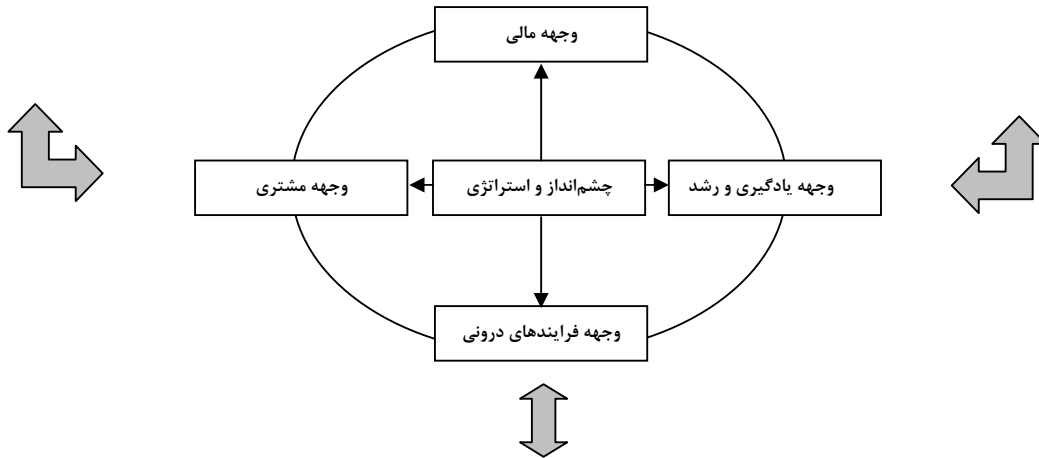 وجهه مالی
وجهه یادگیری و رشد
چشم‌انداز و استراتژی
وجهه مشتری
وجهه فرایندهای درونی